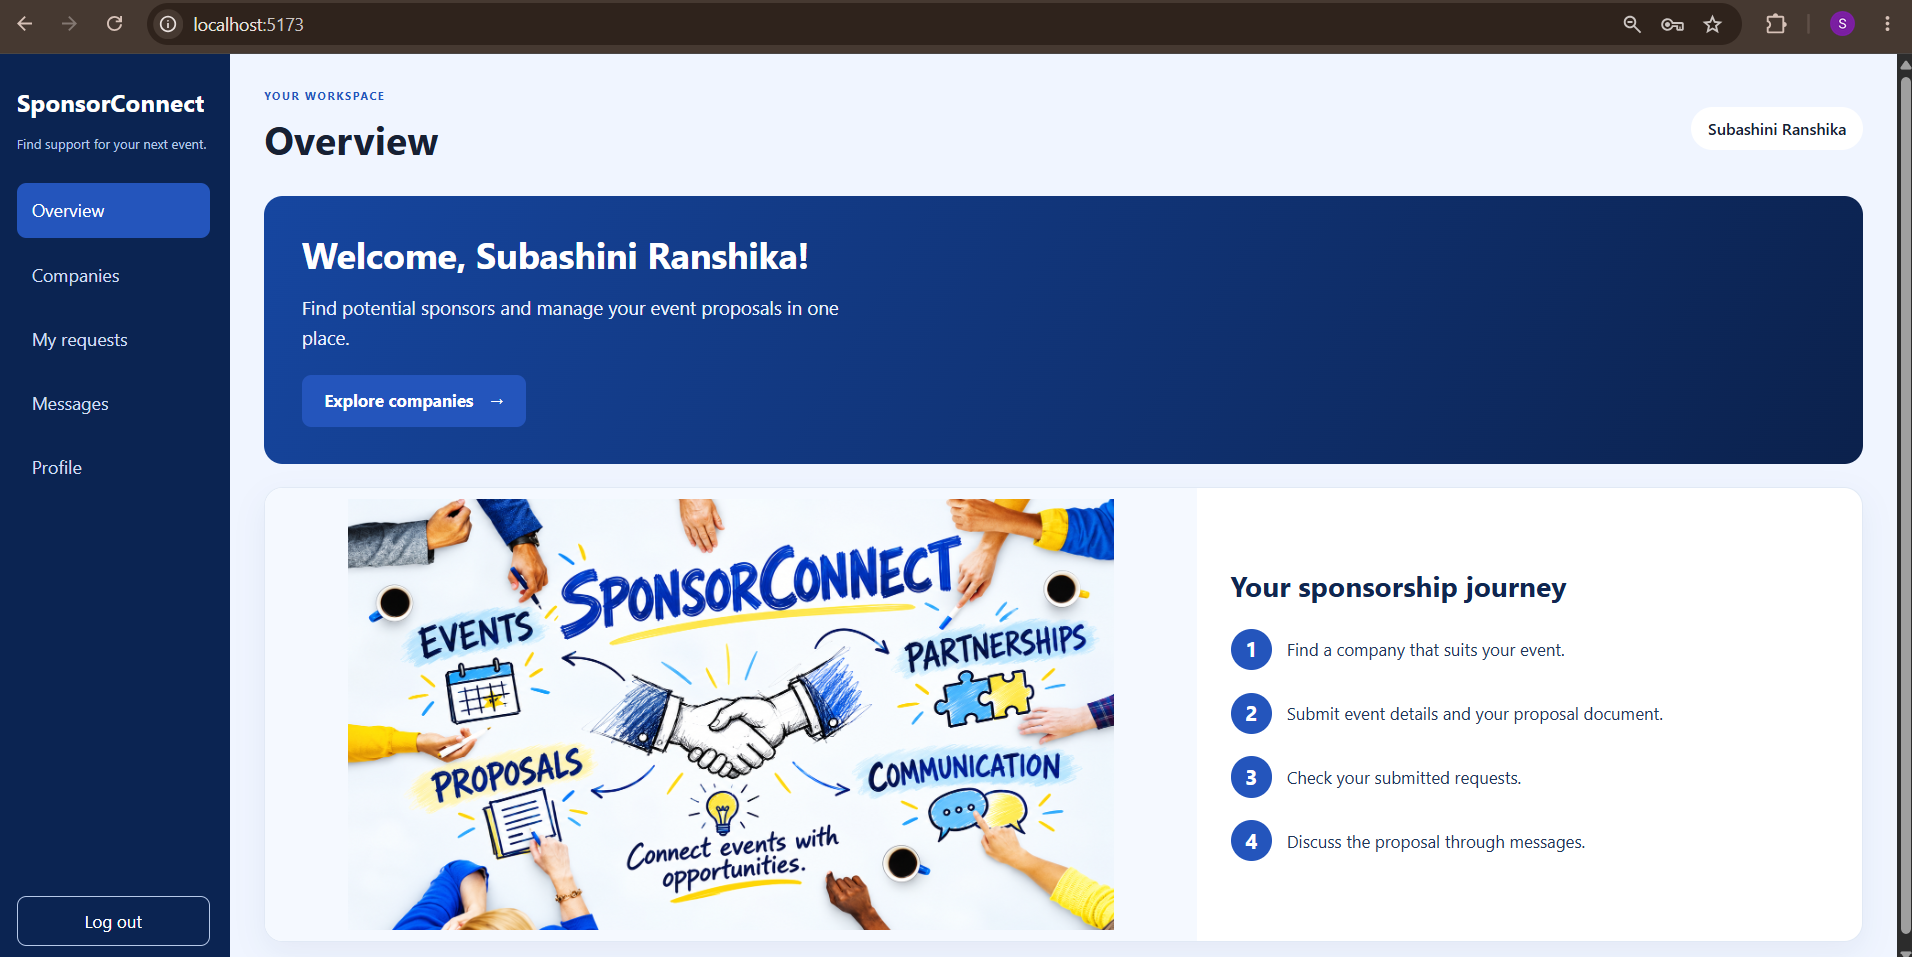 localhost:5173
S
SponsorConnect
Find support for your next event.
Overview
Companies
My requests
Messages
Profile
Log out
YOUR WORKSPACE
Overview
Subashini Ranshika
Welcome, Subashini Ranshika!
Find potential sponsors and manage your event proposals in one
place.
Explore companies →
SPONSORCONNECT
EVENTS
PARTNERSHIPS
PROPOSALS
COMMUNICATION
Connect events with
opportunities.
Your sponsorship journey
1 Find a company that suits your event.
2 Submit event details and your proposal document.
3 Check your submitted requests.
4 Discuss the proposal through messages.